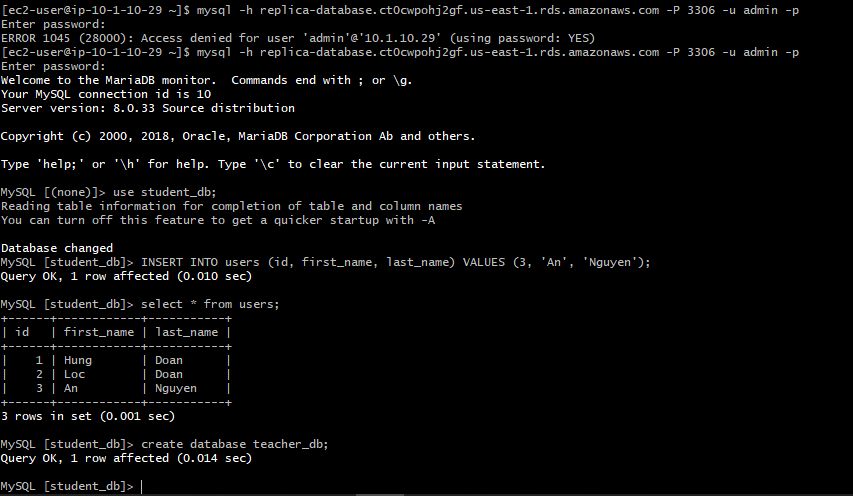 [ec2-user@ip-10-1-10-29 ~]$ mysql -h replica-database.ct0cwpohj2gf.us-east-1.rds.amazonaws.com -P 3306 -u admin -p
Enter password:
ERROR 1045 (28000): Access denied for user 'admin'@'10.1.10.29' (using password: YES)
[ec2-user@ip-10-1-10-29 ~]$ mysql -h replica-database.ct0cwpohj2gf.us-east-1.rds.amazonaws.com -P 3306 -u admin -p
Enter password:
Welcome to the MariaDB monitor.  Commands end with ; or \g.
Your MySQL connection id is 10
Server version: 8.0.33 Source distribution

Copyright (c) 2000, 2018, Oracle, MariaDB Corporation Ab and others.

Type 'help;' or '\h' for help. Type '\c' to clear the current input statement.

MySQL [(none)]> use student_db;
Reading table information for completion of table and column names
You can turn off this feature to get a quicker startup with -A

Database changed
MySQL [student_db]> INSERT INTO users (id, first_name, last_name) VALUES (3, 'An', 'Nguyen');
Query OK, 1 row affected (0.010 sec)

MySQL [student_db]> select * from users;
+------+------------+-----------+
| id   | first_name | last_name |
+------+------------+-----------+
|    1 | Hung       | Doan      |
|    2 | Loc        | Doan      |
|    3 | An         | Nguyen    |
+------+------------+-----------+
3 rows in set (0.001 sec)

MySQL [student_db]> create database teacher_db;
Query OK, 1 row affected (0.014 sec)

MySQL [student_db]>